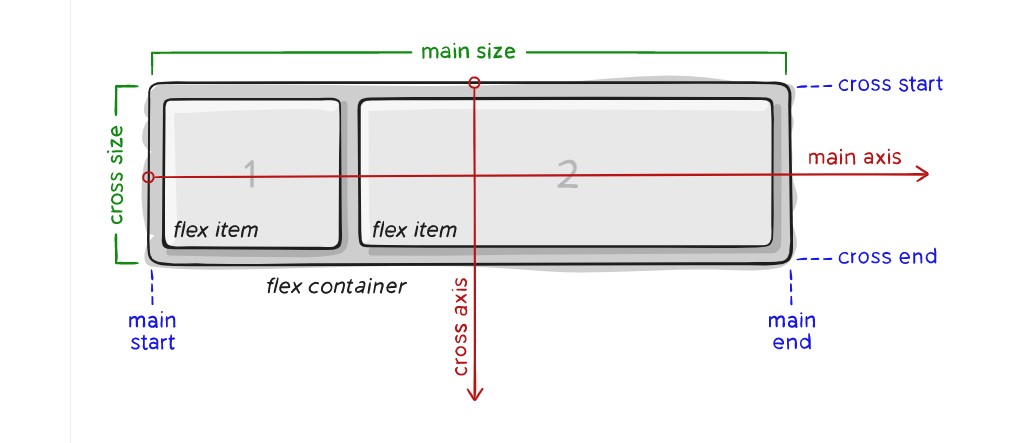 main size
cross start
cross size
1
2
main axis
flex item
flex item
cross end
flex container
cross axis
main
start
main
end